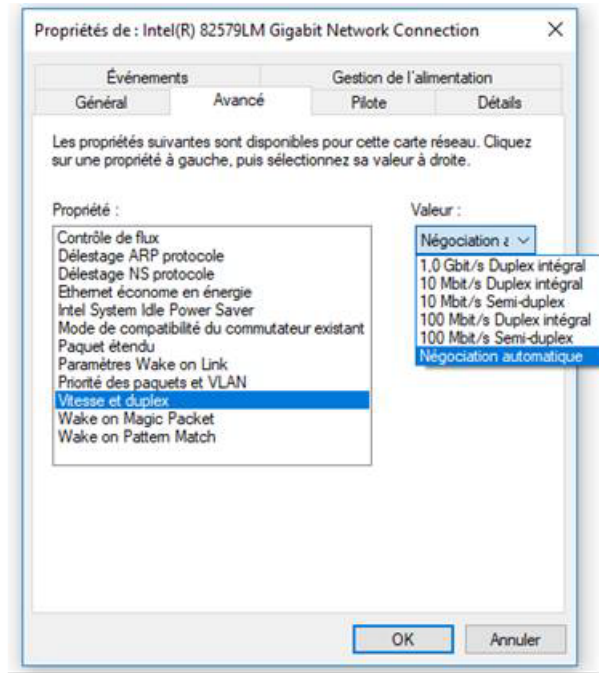 Propriétés de : Intel(R) 82579LM Gigabit Network Connection
Événements
Gestion de l'alimentation
Général
Avancé
Pilote
Détails
Les propriétés suivantes sont disponibles pour cette carte réseau. Cliquez
sur une propriété à gauche, puis sélectionnez sa valeur à droite.
Propriété :
Contrôle de flux
Délestage ARP protocole
Délestage NS protocole
Ethernet économe en énergie
Intel System Idle Power Saver
Mode de compatibilité du commutateur existant
Paquet étendu
Paramètres Wake on Link
Priorité des paquets et VLAN
Vitesse et duplex
Wake on Magic Packet
Wake on Pattern Match
Valeur :
Négociation a
1,0 Gbit/s Duplex intégral
10 Mbit/s Duplex intégral
10 Mbit/s Semi-duplex
100 Mbit/s Duplex intégral
100 Mbit/s Semi-duplex
Négociation automatique
OK
Annuler